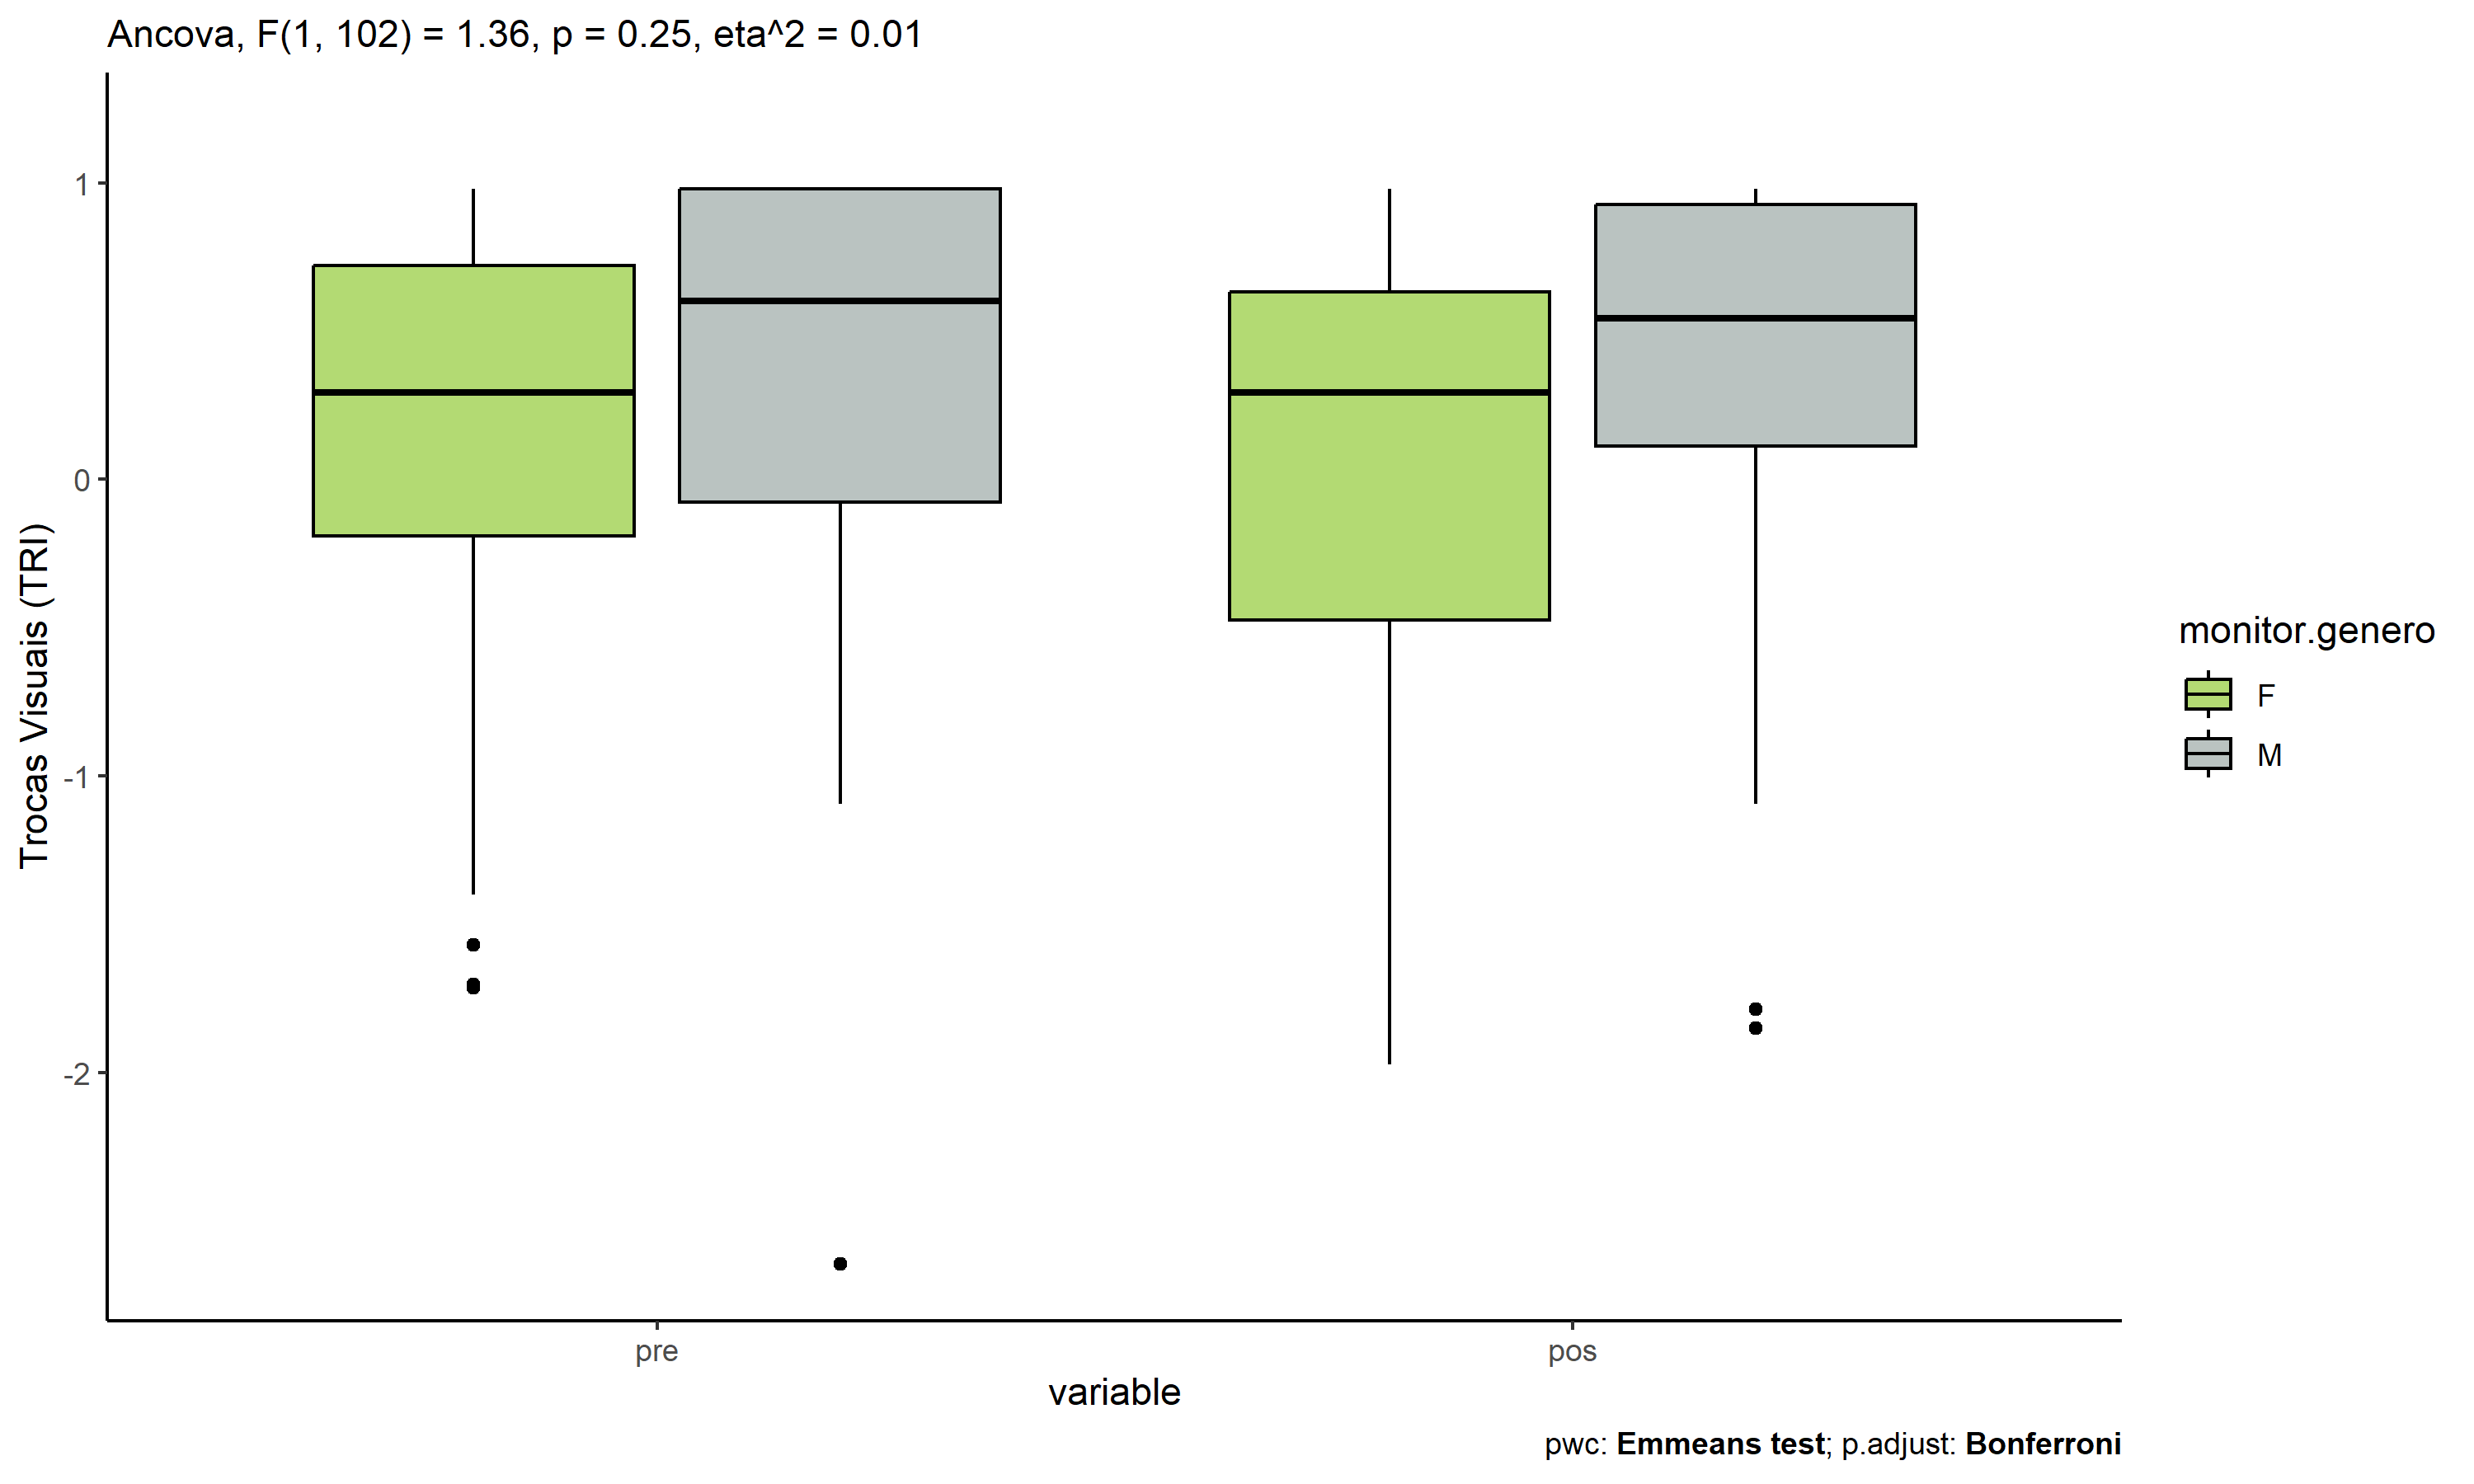 Ancova, F(1, 102) = 1.36, p = 0.25, eta^2 = 0.01
Trocas Visuais (TRI)
1
0
-1
-2
pre
pos
variable
monitor.genero
F
M
pwc: Emmeans test; p.adjust: Bonferroni